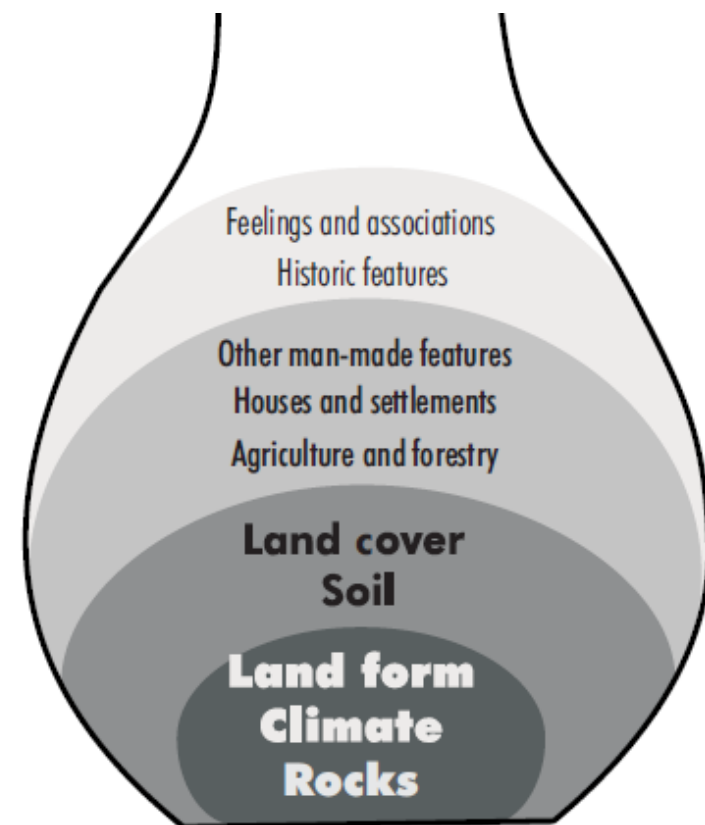 Feelings and associations
Historic features
Other man-made features
Houses and settlements
Agriculture and forestry
Land cover
Soil
Land form
Climate
Rocks